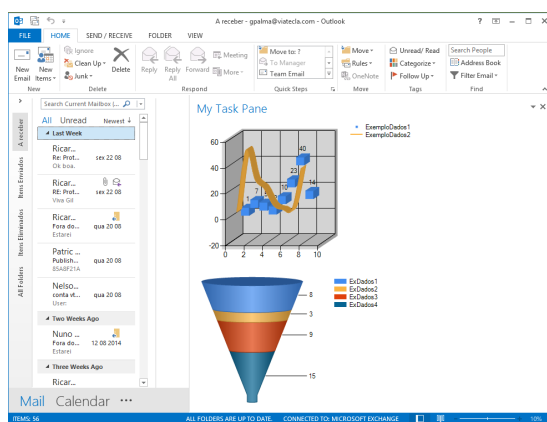 A receber - gpalma@viatecla.com - Outlook
FILE HOME SEND / RECEIVE FOLDER VIEW
New Email
New Items
Ignore
Clean Up
Junk
Delete
Delete
Reply
Reply All
Forward
Meeting
More
Respond
Move to: ?
To Manager
Team Email
Quick Steps
Move
Rules
OneNote
Move
Unread/ Read
Categorize
Follow Up
Tags
Search People
Address Book
Filter Email
Find
New
A receber
Itens Enviados
Itens Eliminados
All Folders
Search Current Mailbox (...
All Unread Newest
Last Week
Ricar...
Re: Prot... sex 22 08
Ok boa.
Ricar...
RE: Prot... sex 22 08
Viva Gil
Ricar...
Fora do... qua 20 08
Estarei
Patric ...
Publish... qua 20 08
85A8F21A
Nelso...
conta vt... qua 20 08
User:
Two Weeks Ago
Nuno ...
Fora do... 12 08 2014
Estarei
Three Weeks Ago
Ricar...
My Task Pane
ExemploDados1
ExemploDados2
60
40
20
0
-20
0 2 4 6 8 10
1
7
10
23
40
14
ExDados1
ExDados2
ExDados3
ExDados4
8
3
9
15
Mail Calendar ...
ITEMS: 56 ALL FOLDERS ARE UP TO DATE. CONNECTED TO: MICROSOFT EXCHANGE 10%